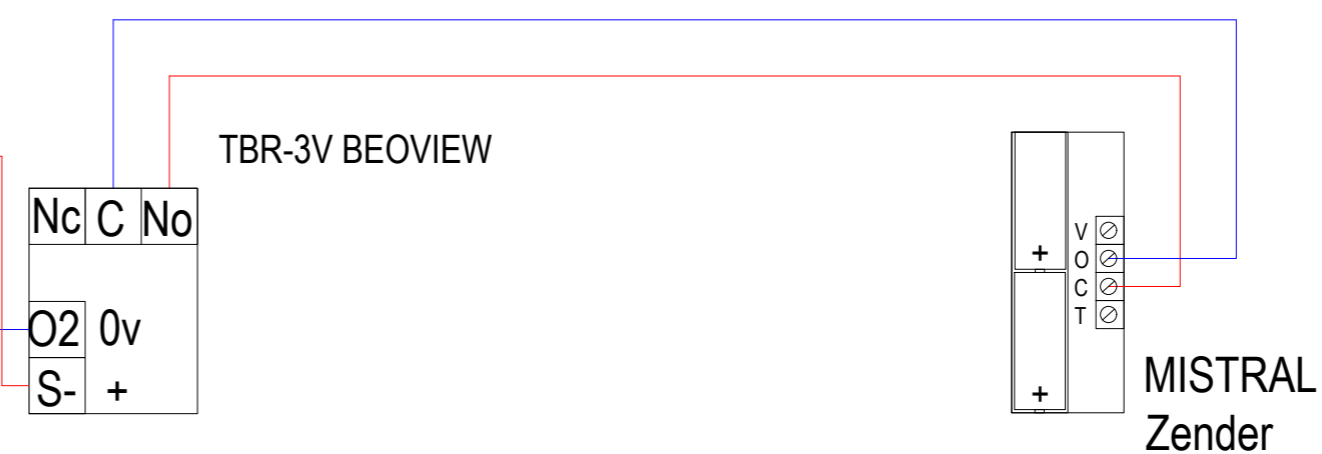 TBR-3V BEOVIEW
Nc C No
O2 0v
S- +
+
+
V
O
C
T
MISTRAL
Zender